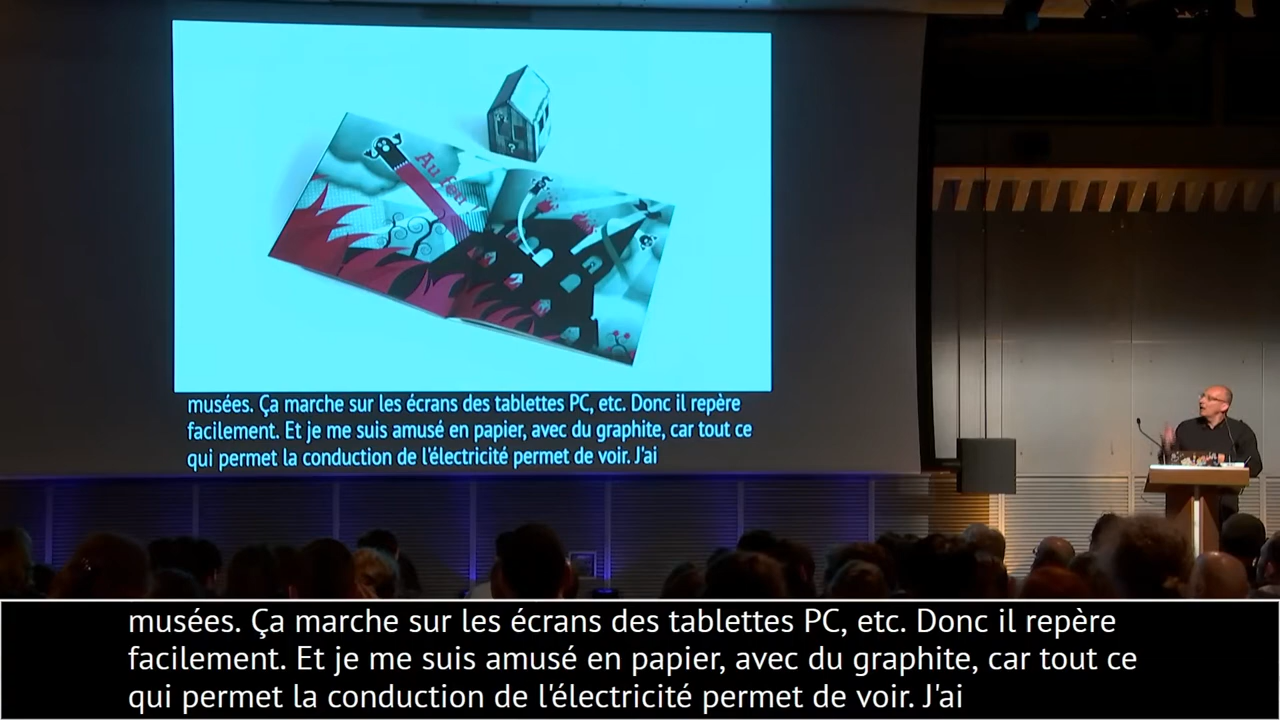 Au feu
?
musées. Ça marche sur les écrans des tablettes PC, etc. Donc il repère
facilement. Et je me suis amusé en papier, avec du graphite, car tout ce
qui permet la conduction de l'électricité permet de voir. J'ai
musées. Ça marche sur les écrans des tablettes PC, etc. Donc il repère
facilement. Et je me suis amusé en papier, avec du graphite, car tout ce
qui permet la conduction de l'électricité permet de voir. J'ai